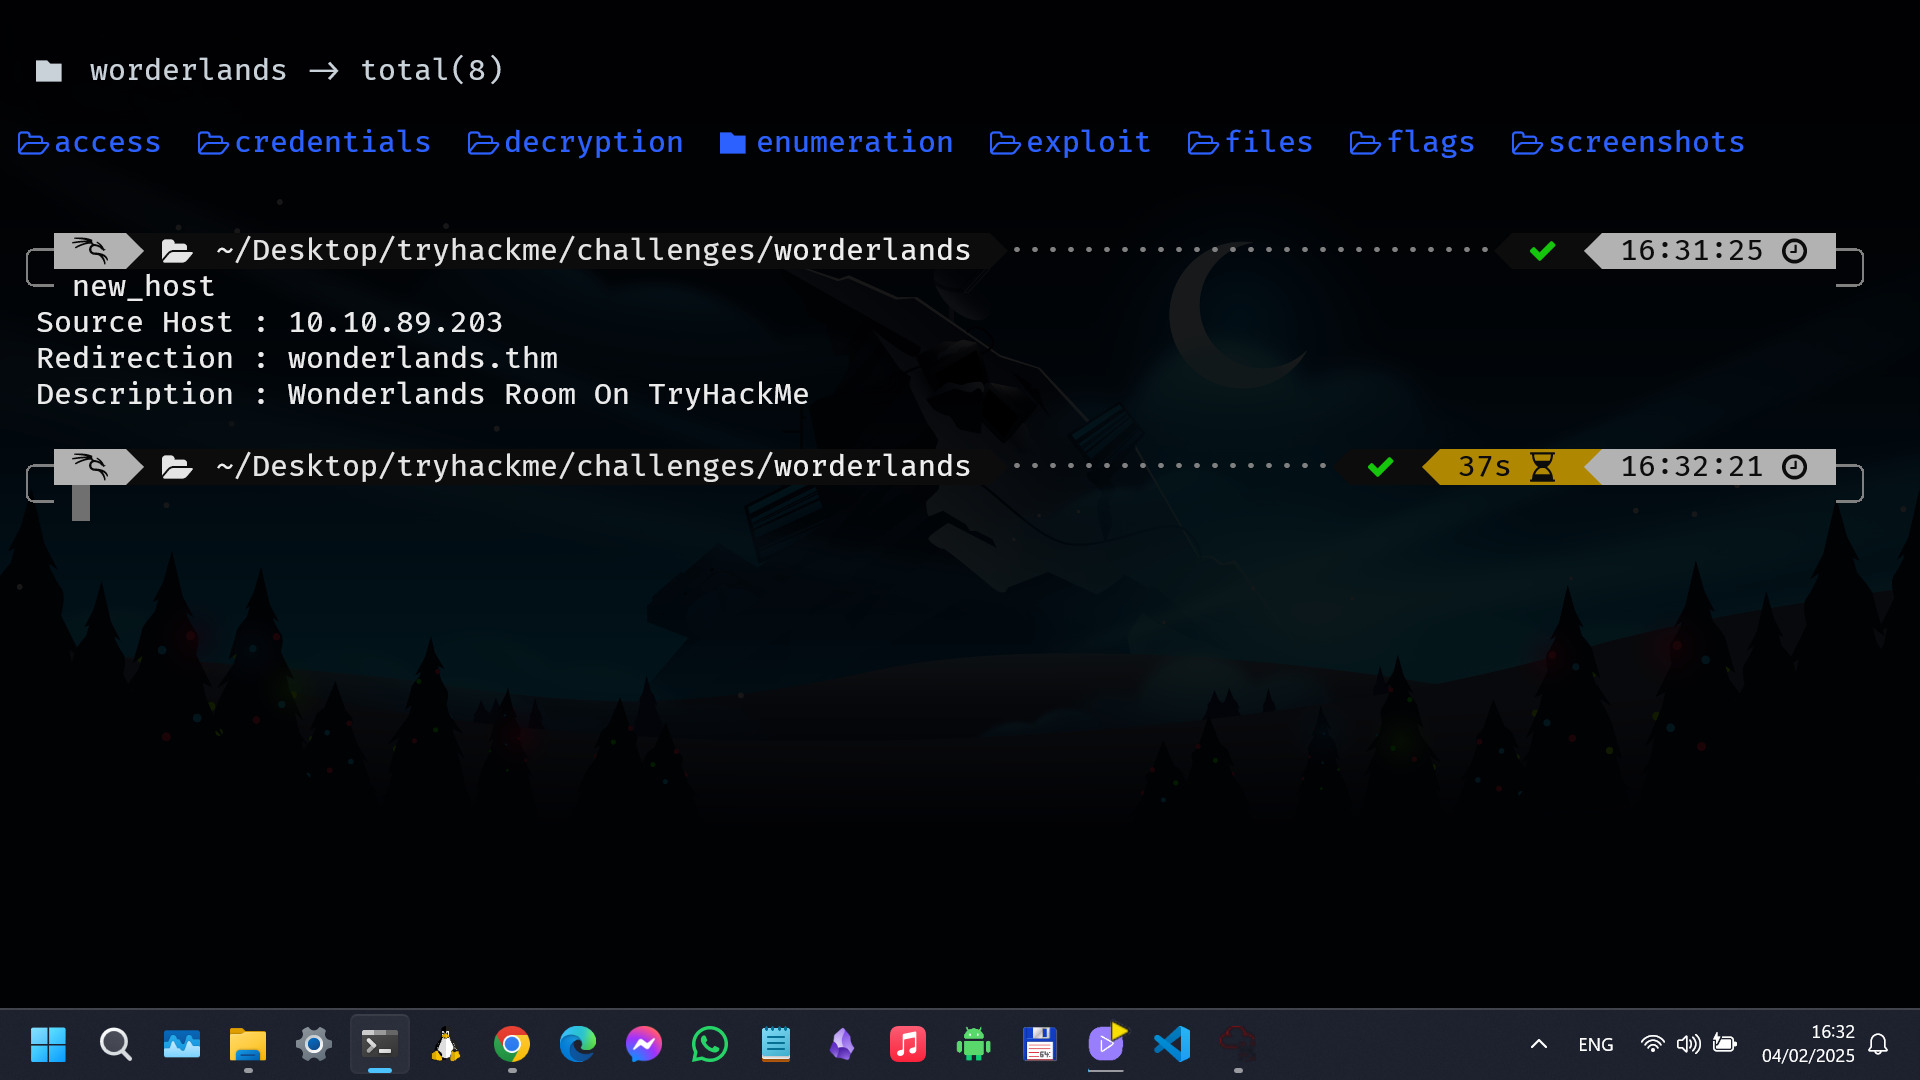 worderlands → total(8)
access credentials decryption enumeration exploit files flags screenshots
~/Desktop/tryhackme/challenges/worderlands 16:31:25
new_host
Source Host : 10.10.89.203
Redirection : wonderlands.thm
Description : Wonderlands Room On TryHackMe
~/Desktop/tryhackme/challenges/worderlands 37s 16:32:21
64:
ENG
16:32
04/02/2025